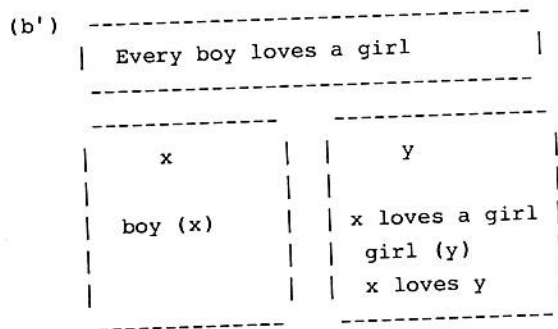 (b')
Every boy loves a girl
x y
boy (x) x loves a girl
girl (y)
x loves y